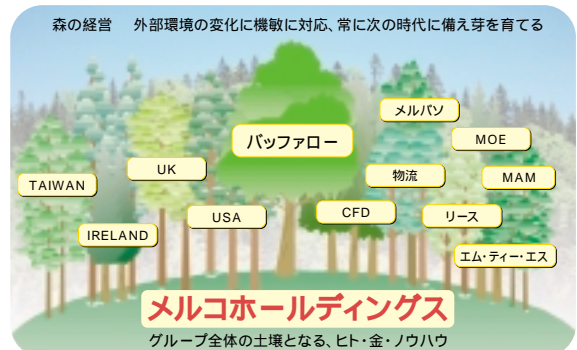 森の経営 外部環境の変化に機敏に対応、常に次の時代に備え芽を育てる
メルバソ
バッファロー
MOE
UK
物流
MAM
TAIWAN
USA
CFD
リース
IRELAND
エム・ティー・エス
メルコホールディングス
グループ全体の土壌となる、ヒト・金・ノウハウ